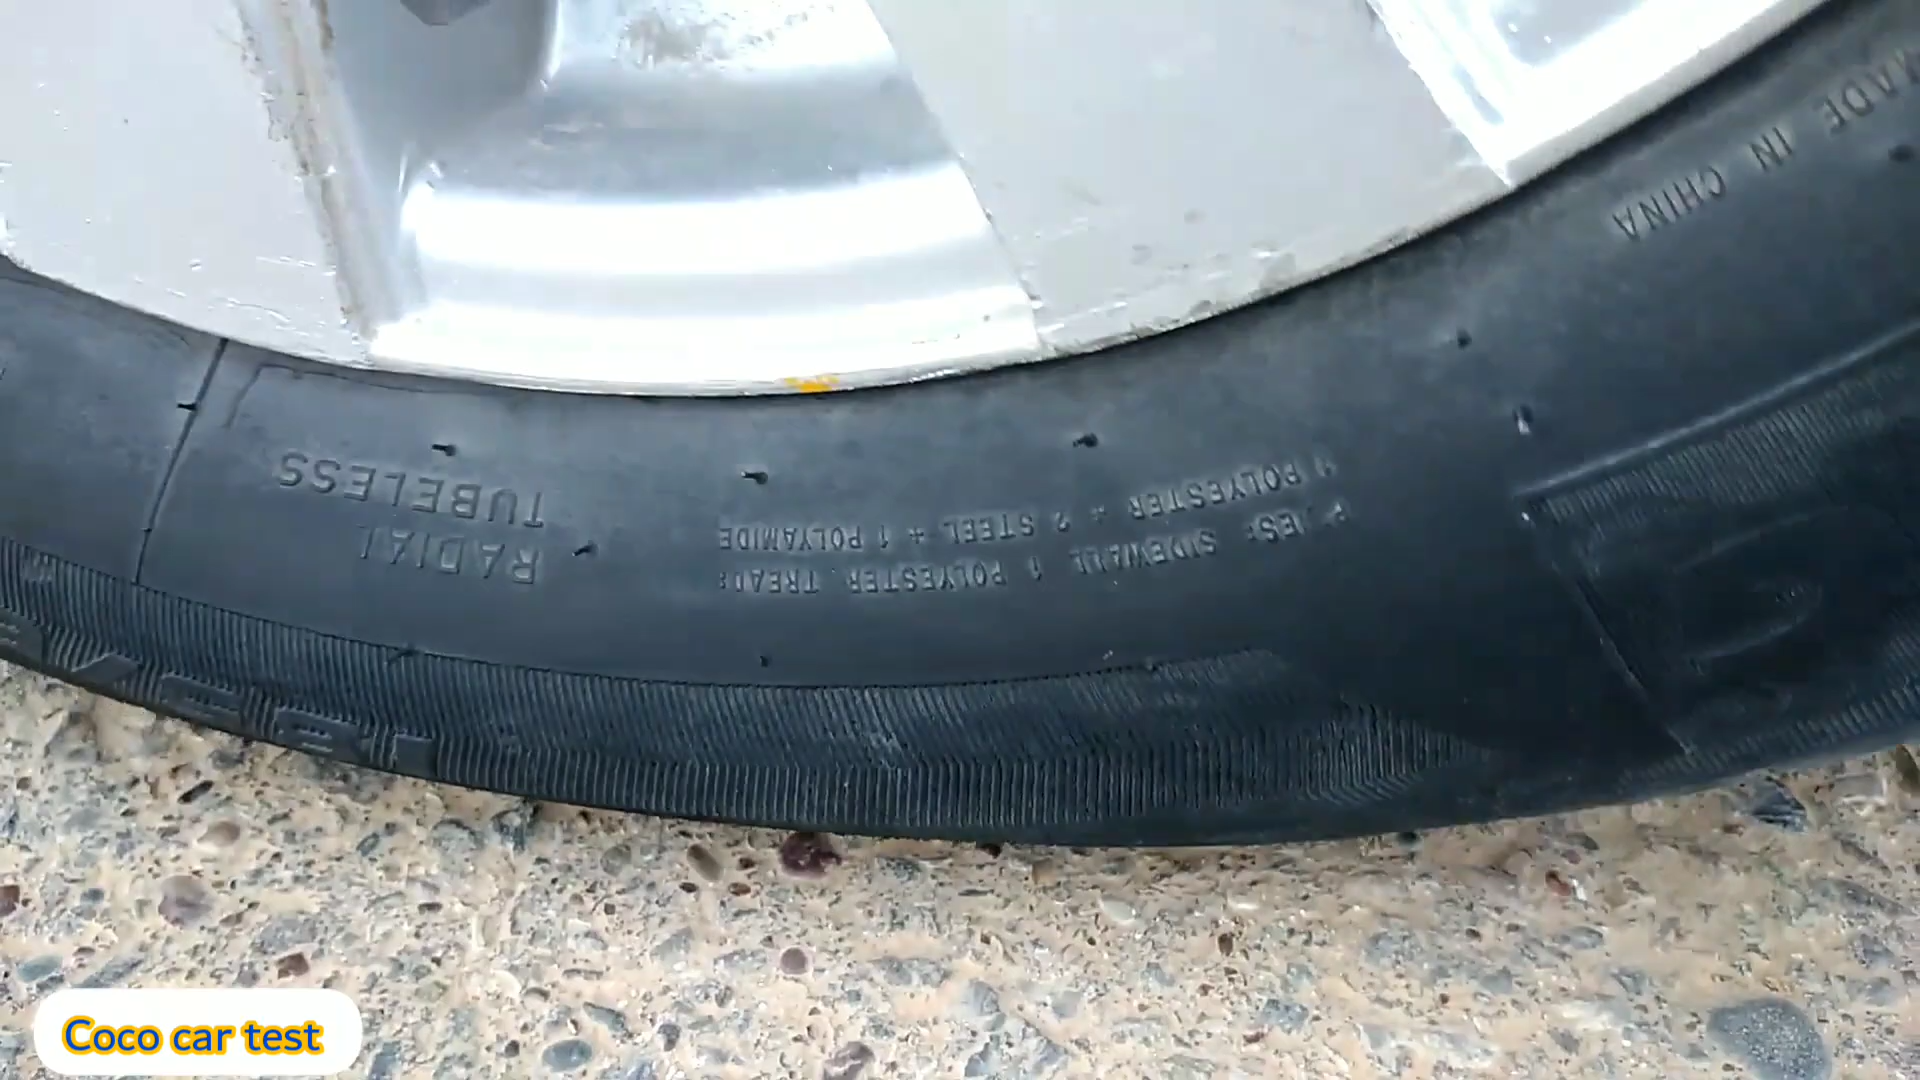 MADE IN CHINA
PLIES: SIDEWALL 1 POLYESTER TREAD:
1 POLYESTER + 2 STEEL + 1 POLYAMIDE
RADIAL
TUBELESS
Coco car test